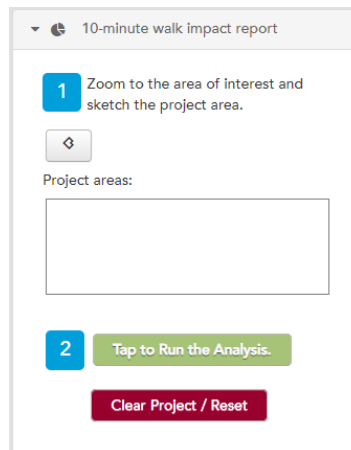 10-minute walk impact report
1 Zoom to the area of interest and
sketch the project area.
Project areas:
2 Tap to Run the Analysis.
Clear Project / Reset